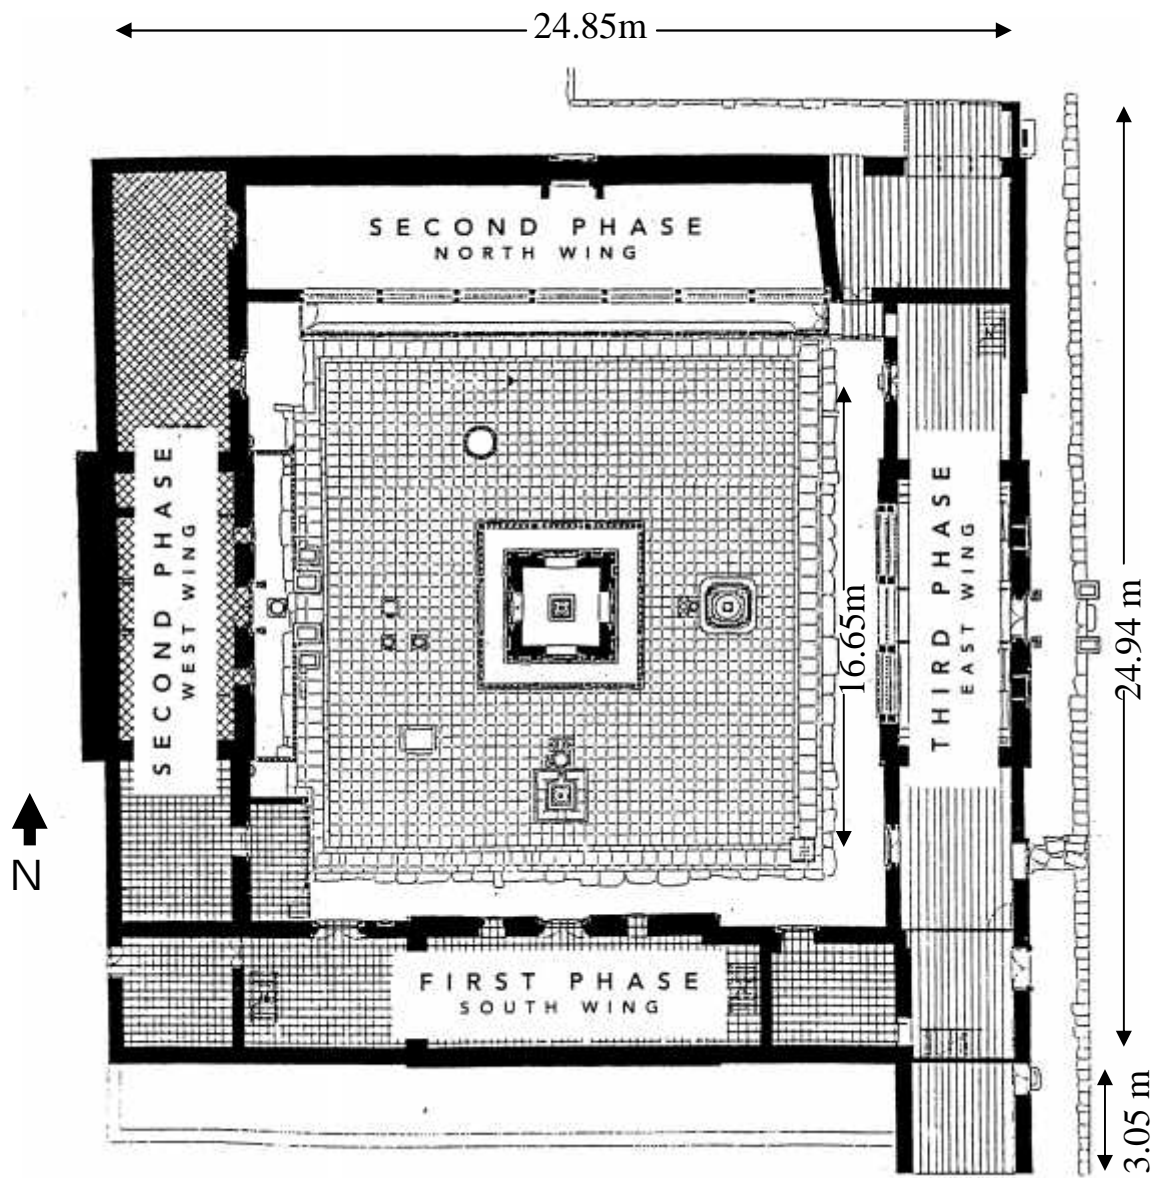 24.85m
SECOND PHASE
NORTH WING
SECOND PHASE
WEST WING
16.65m
THIRD PHASE
EAST WING
24.94 m
N
FIRST PHASE
SOUTH WING
3.05 m